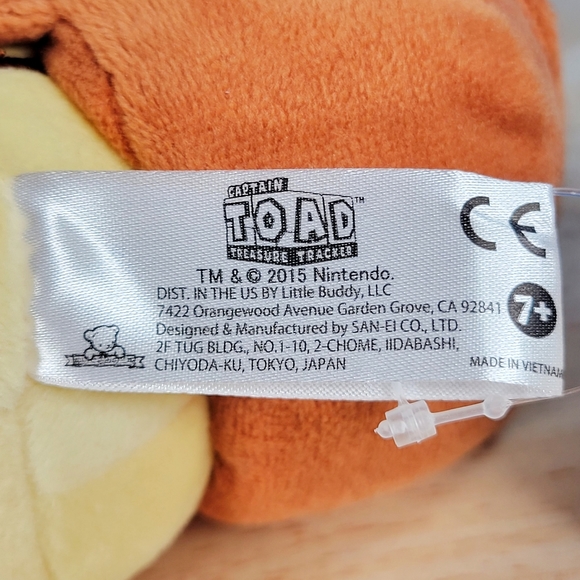 CAPTAIN
TOAD™
TREASURE TRACKER
TM & © 2015 Nintendo.
DIST. IN THE US BY Little Buddy, LLC
7422 Orangewood Avenue Garden Grove, CA 92841
Designed & Manufactured by SAN-EI CO., LTD.
2F TUG BLDG., NO.1-10, 2-CHOME, IIDABASHI,
CHIYODA-KU, TOKYO, JAPAN
CE
7+
MADE IN VIETNAM